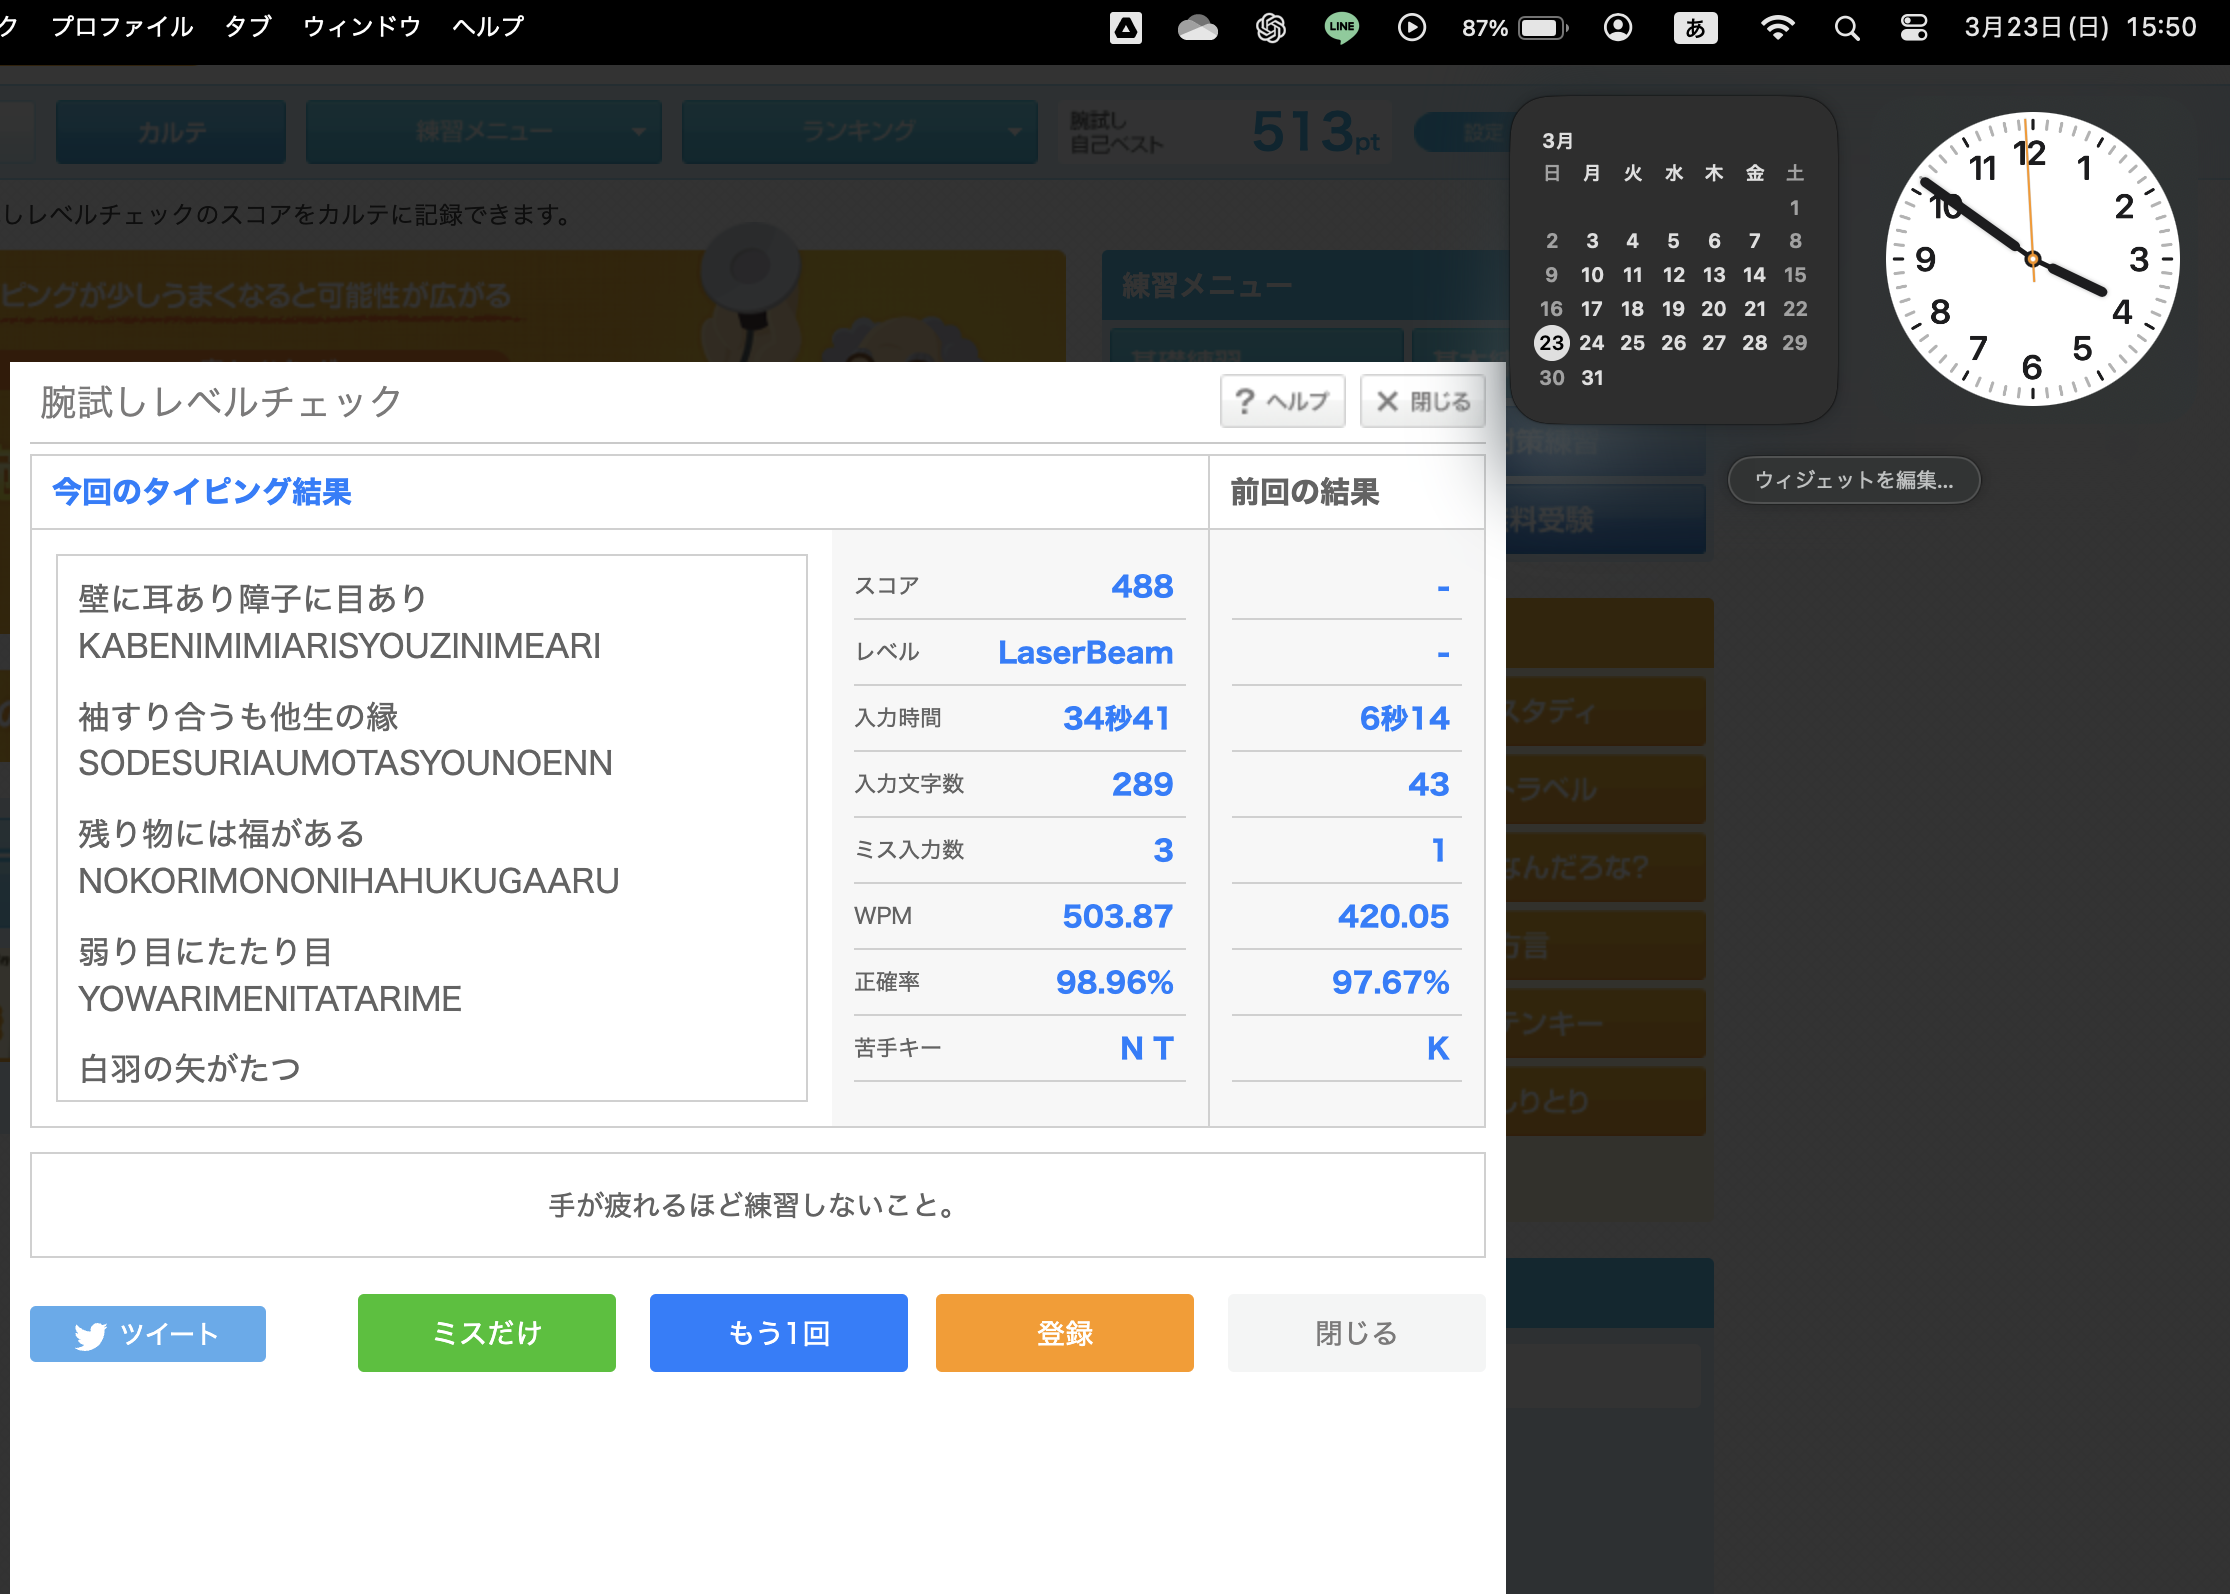 ク プロファイル タブ ウィンドウ ヘルプ LINE 87% あ 3月23日(日) 15:50
カルテ 練習メニュー ランキング 腕試し 自己ベスト 513pt 設定
しレベルチェックのスコアをカルテに記録できます。
ピングが少しうまくなると可能性が広がる
練習メニュー
基礎練習
3月
日 月 火 水 木 金 土
1
2 3 4 5 6 7 8
9 10 11 12 13 14 15
16 17 18 19 20 21 22
23 24 25 26 27 28 29
30 31
12 1 2 3 4 5 6 7 8 9 10 11
ウィジェットを編集...
腕試しレベルチェック
? ヘルプ
× 閉じる
今回のタイピング結果
前回の結果
壁に耳あり障子に目あり
KABENIMIMIARISYOUZINIMEARI
袖すり合うも他生の縁
SODESURIAUMOTASYOUNOENN
残り物には福がある
NOKORIMONONIHAHUKUGAARU
弱り目にたたり目
YOWARIMENITATARIME
白羽の矢がたつ
スコア 488 -
レベル LaserBeam -
入力時間 34秒41 6秒14
入力文字数 289 43
ミス入力数 3 1
WPM 503.87 420.05
正確率 98.96% 97.67%
苦手キー N T K
手が疲れるほど練習しないこと。
ツイート
ミスだけ
もう1回
登録
閉じる
対策練習
料受験
スタディ
トラベル
なんだろな?
方言
テンキー
しりとり